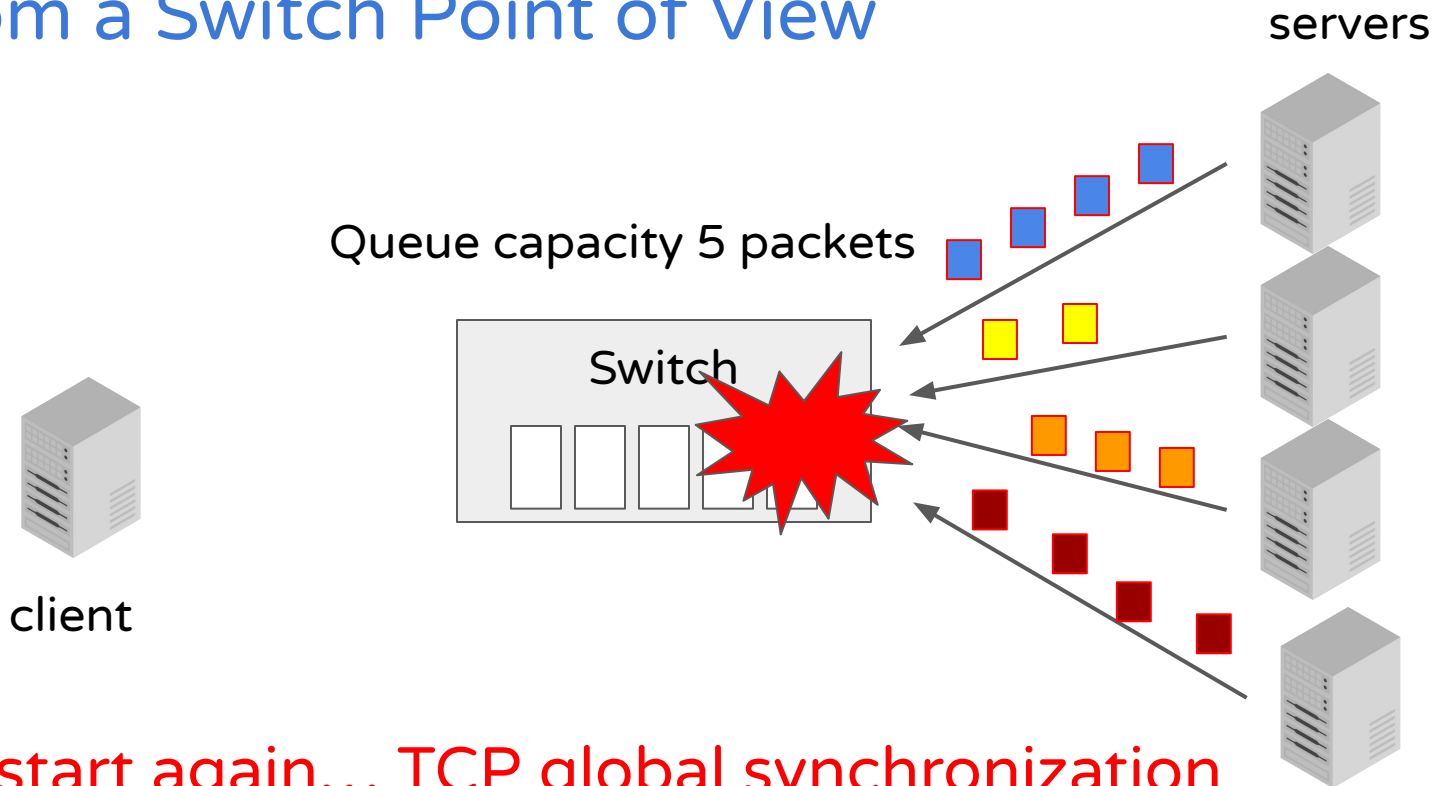 om a Switch Point of View
servers
Queue capacity 5 packets
Switch
client
start again... TCP global synchronization